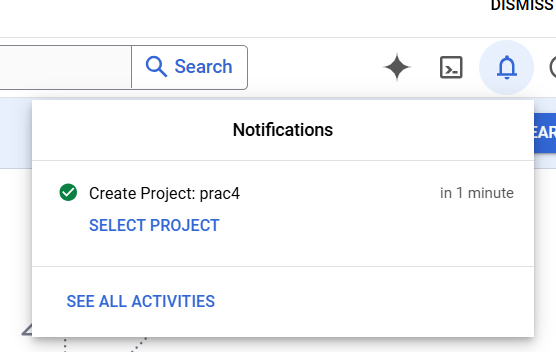 DISMISS
Search
Notifications
Create Project: prac4
in 1 minute
SELECT PROJECT
SEE ALL ACTIVITIES